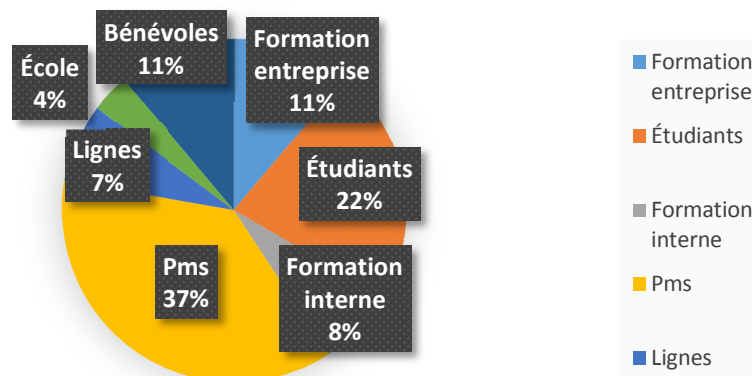 Bénévoles
11%
Formation
entreprise
11%
École
4%
Lignes
7%
Étudiants
22%
Pms
37%
Formation
interne
8%
Formation
entreprise
Étudiants
Formation
interne
Pms
Lignes